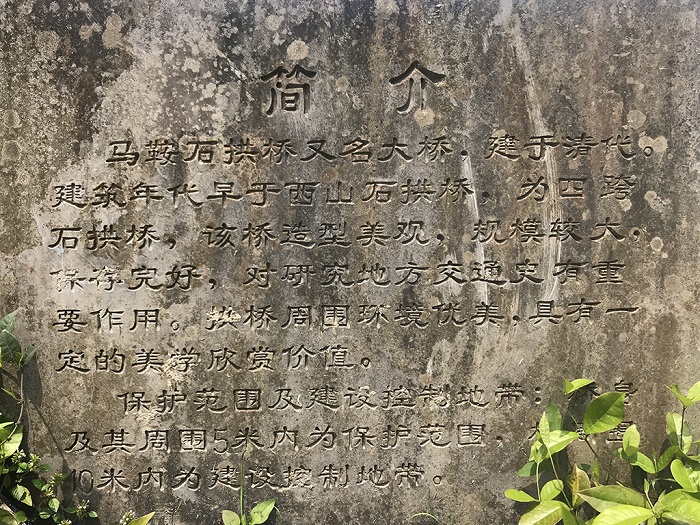 简 介
马鞍石拱桥又名大桥，建于清代。
建筑年代早于西山石拱桥，为四跨
石拱桥，该桥造型美观，规模较大，
保存完好，对研究地方交通史有重
要作用。拱桥周围环境优美，具有一
定的美学欣赏价值。
保护范围及建设控制地带：身
及其周围5米内为保护范围，
10米内为建设控制地带。